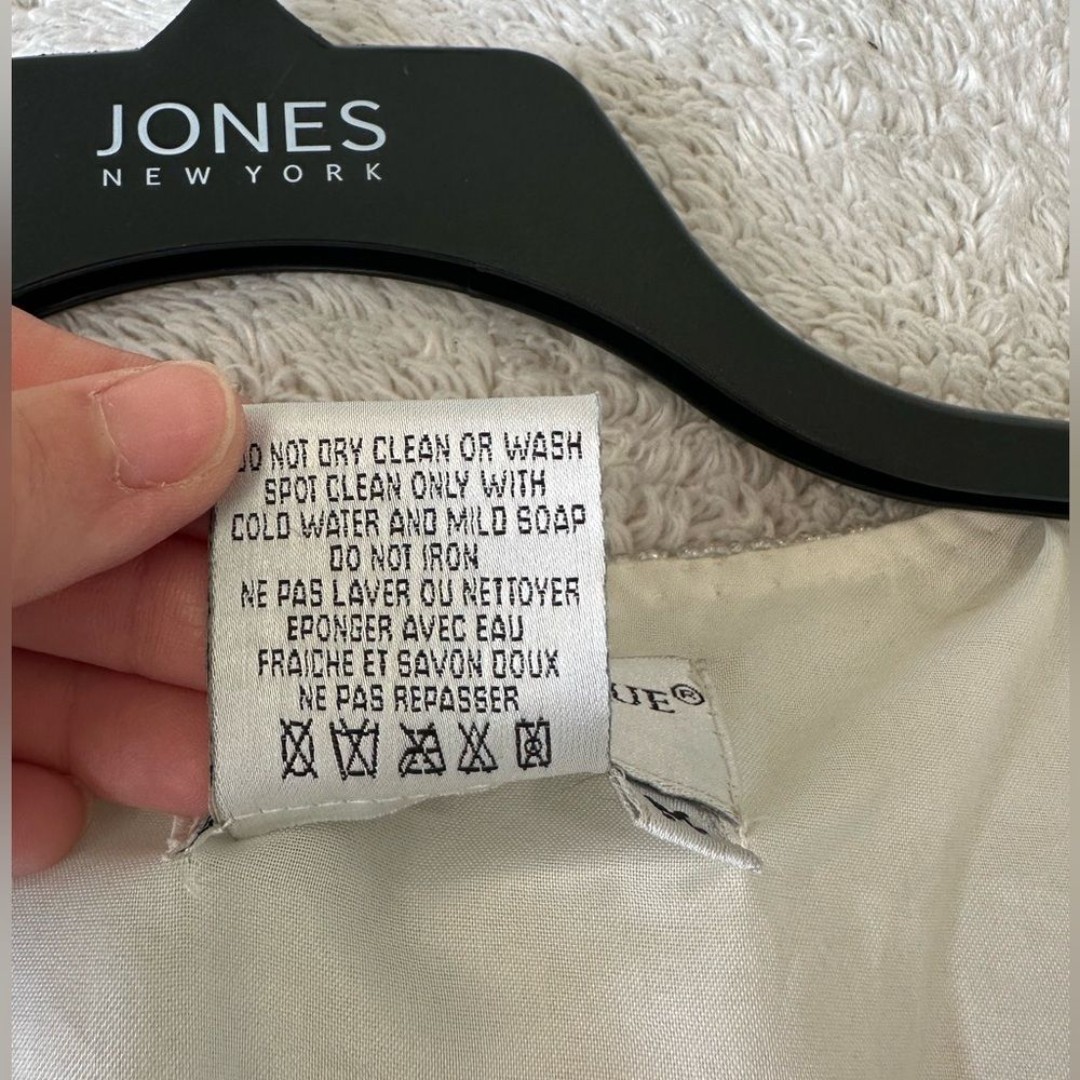 JONES
NEW YORK
DO NOT DRY CLEAN OR WASH
SPOT CLEAN ONLY WITH
COLD WATER AND MILD SOAP
DO NOT IRON
NE PAS LAVER OU NETTOYER
EPONGER AVEC EAU
FRAICHE ET SAVON DOUX
NE PAS REPASSER
UE®